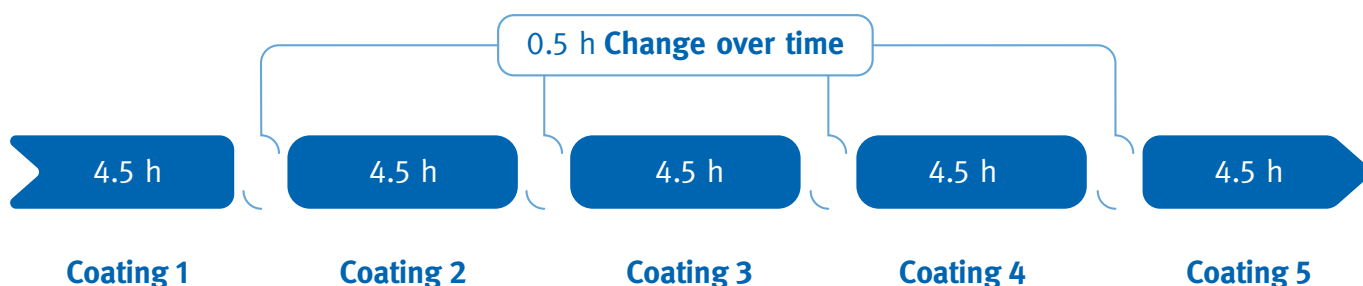 0.5 h Change over time
4.5 h 4.5 h 4.5 h 4.5 h 4.5 h
Coating 1 Coating 2 Coating 3 Coating 4 Coating 5